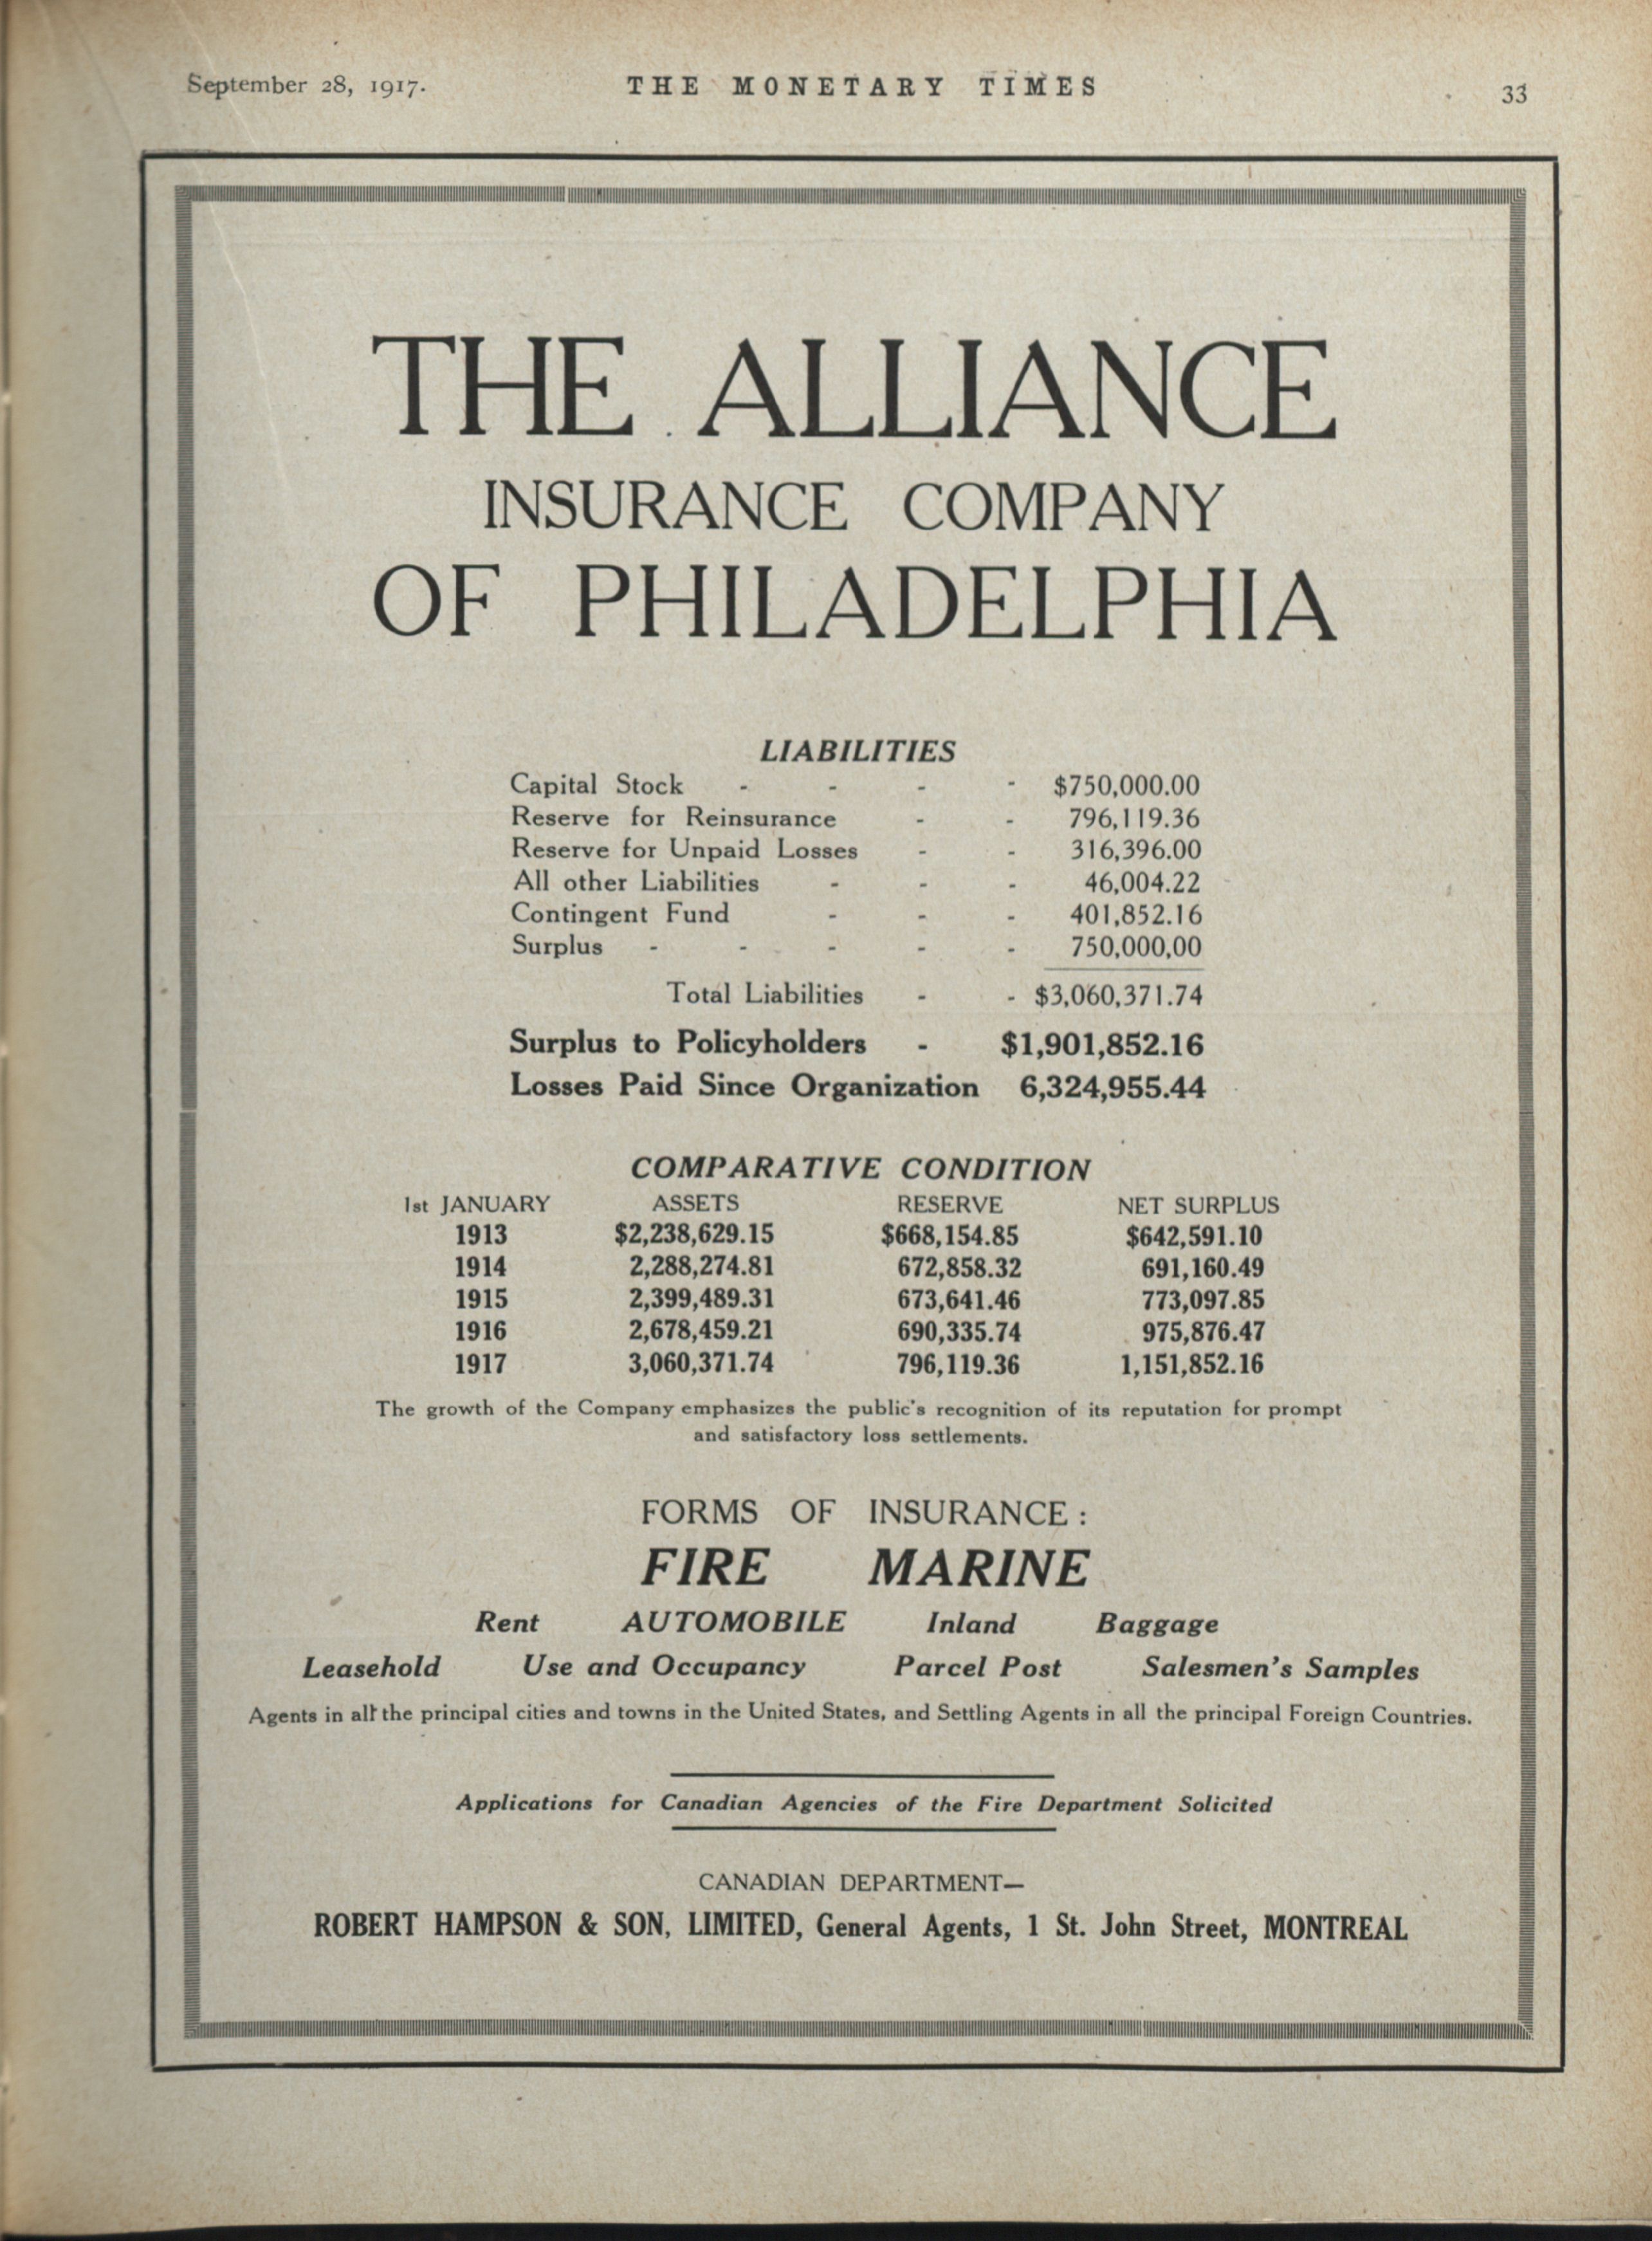 September 28, 1917.
THE MONETARY TIMES
33
THE ALLIANCE
INSURANCE COMPANY
OF PHILADELPHIA
LIABILITIES
Capital Stock - - - - $750,000.00
Reserve for Reinsurance - - 796,119.36
Reserve for Unpaid Losses - - 316,396.00
All other Liabilities - - - 46,004.22
Contingent Fund - - - 401,852.16
Surplus - - - - - 750,000,00
Total Liabilities - - $3,060,371.74
Surplus to Policyholders - $1,901,852.16
Losses Paid Since Organization 6,324,955.44
COMPARATIVE CONDITION
1st JANUARY ASSETS RESERVE NET SURPLUS
1913 $2,238,629.15 $668,154.85 $642,591.10
1914 2,288,274.81 672,858.32 691,160.49
1915 2,399,489.31 673,641.46 773,097.85
1916 2,678,459.21 690,335.74 975,876.47
1917 3,060,371.74 796,119.36 1,151,852.16
The growth of the Company emphasizes the public's recognition of its reputation for prompt
and satisfactory loss settlements.
FORMS OF INSURANCE :
FIRE MARINE
Rent AUTOMOBILE Inland Baggage
Leasehold Use and Occupancy Parcel Post Salesmen's Samples
Agents in all the principal cities and towns in the United States, and Settling Agents in all the principal Foreign Countries.
Applications for Canadian Agencies of the Fire Department Solicited
CANADIAN DEPARTMENT—
ROBERT HAMPSON & SON, LIMITED, General Agents, 1 St. John Street, MONTREAL